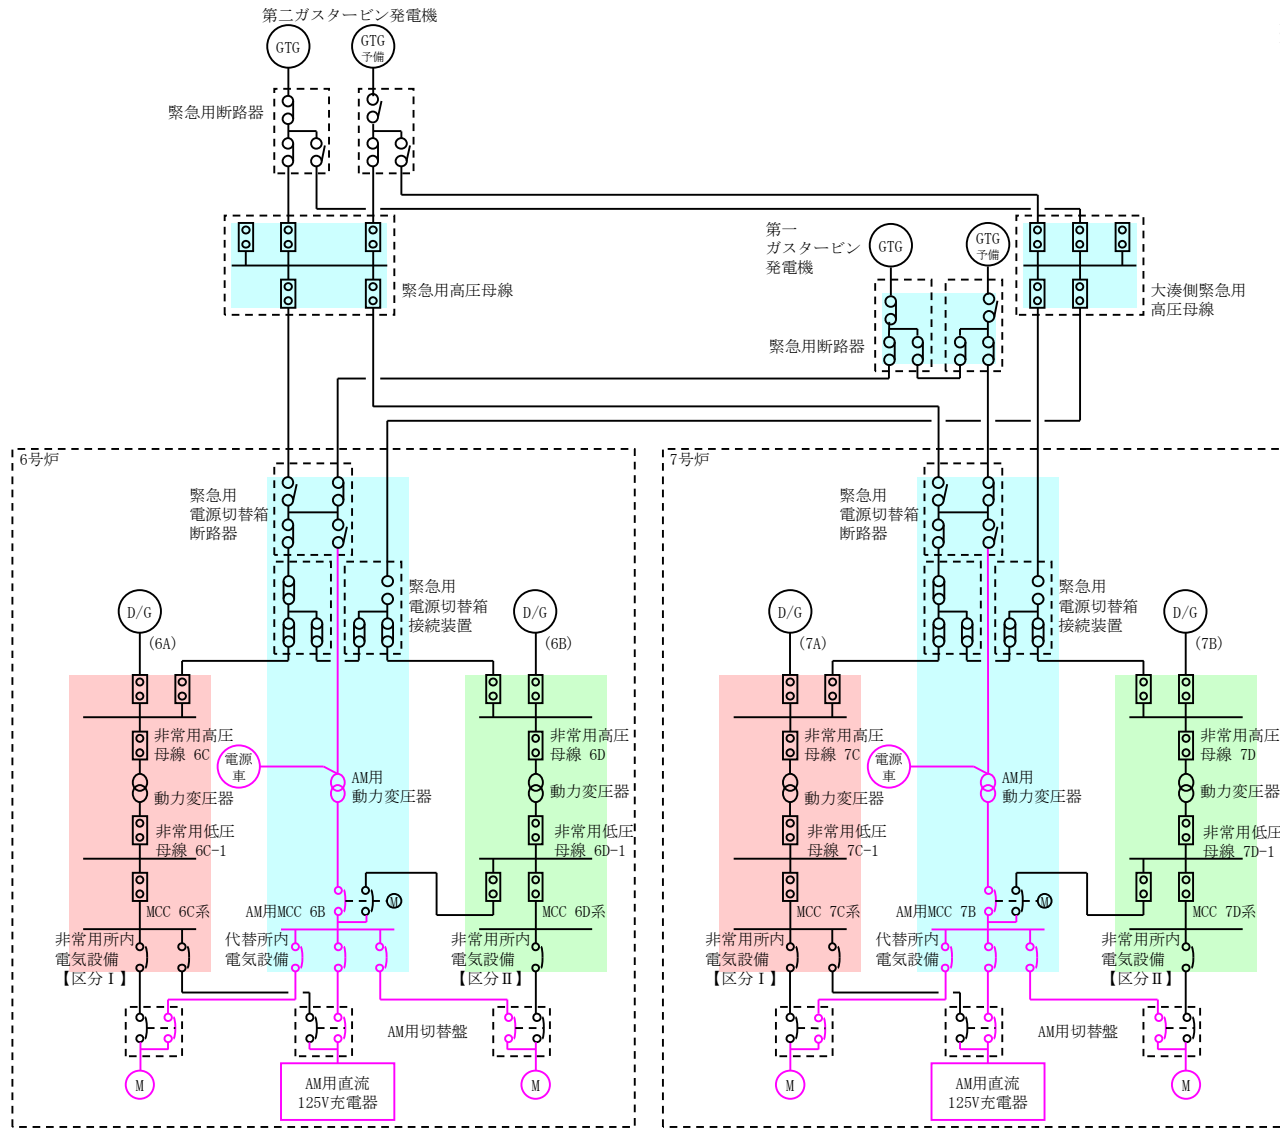 第二ガスタービン発電機
GTG
GTG
予備
緊急用断路器
第一
ガスタービン
発電機
GTG
GTG
予備
緊急用高圧母線
大湊側緊急用
高圧母線
緊急用断路器
6号炉
緊急用
電源切替箱
断路器
緊急用
電源切替箱
接続装置
D/G
(6A)
D/G
(6B)
非常用高圧
母線 6C
電源
車
AM用
動力変圧器
非常用高圧
母線 6D
動力変圧器
動力変圧器
非常用低圧
母線 6C-1
非常用低圧
母線 6D-1
M
MCC 6C系
AM用MCC 6B
MCC 6D系
非常用所内
電気設備
【区分Ⅰ】
代替所内
電気設備
非常用所内
電気設備
【区分Ⅱ】
AM用切替盤
M
AM用直流
125V充電器
M
7号炉
緊急用
電源切替箱
断路器
緊急用
電源切替箱
接続装置
D/G
(7A)
D/G
(7B)
非常用高圧
母線 7C
電源
車
AM用
動力変圧器
非常用高圧
母線 7D
動力変圧器
動力変圧器
非常用低圧
母線 7C-1
非常用低圧
母線 7D-1
M
MCC 7C系
AM用MCC 7B
MCC 7D系
非常用所内
電気設備
【区分Ⅰ】
代替所内
電気設備
非常用所内
電気設備
【区分Ⅱ】
AM用切替盤
M
AM用直流
125V充電器
M